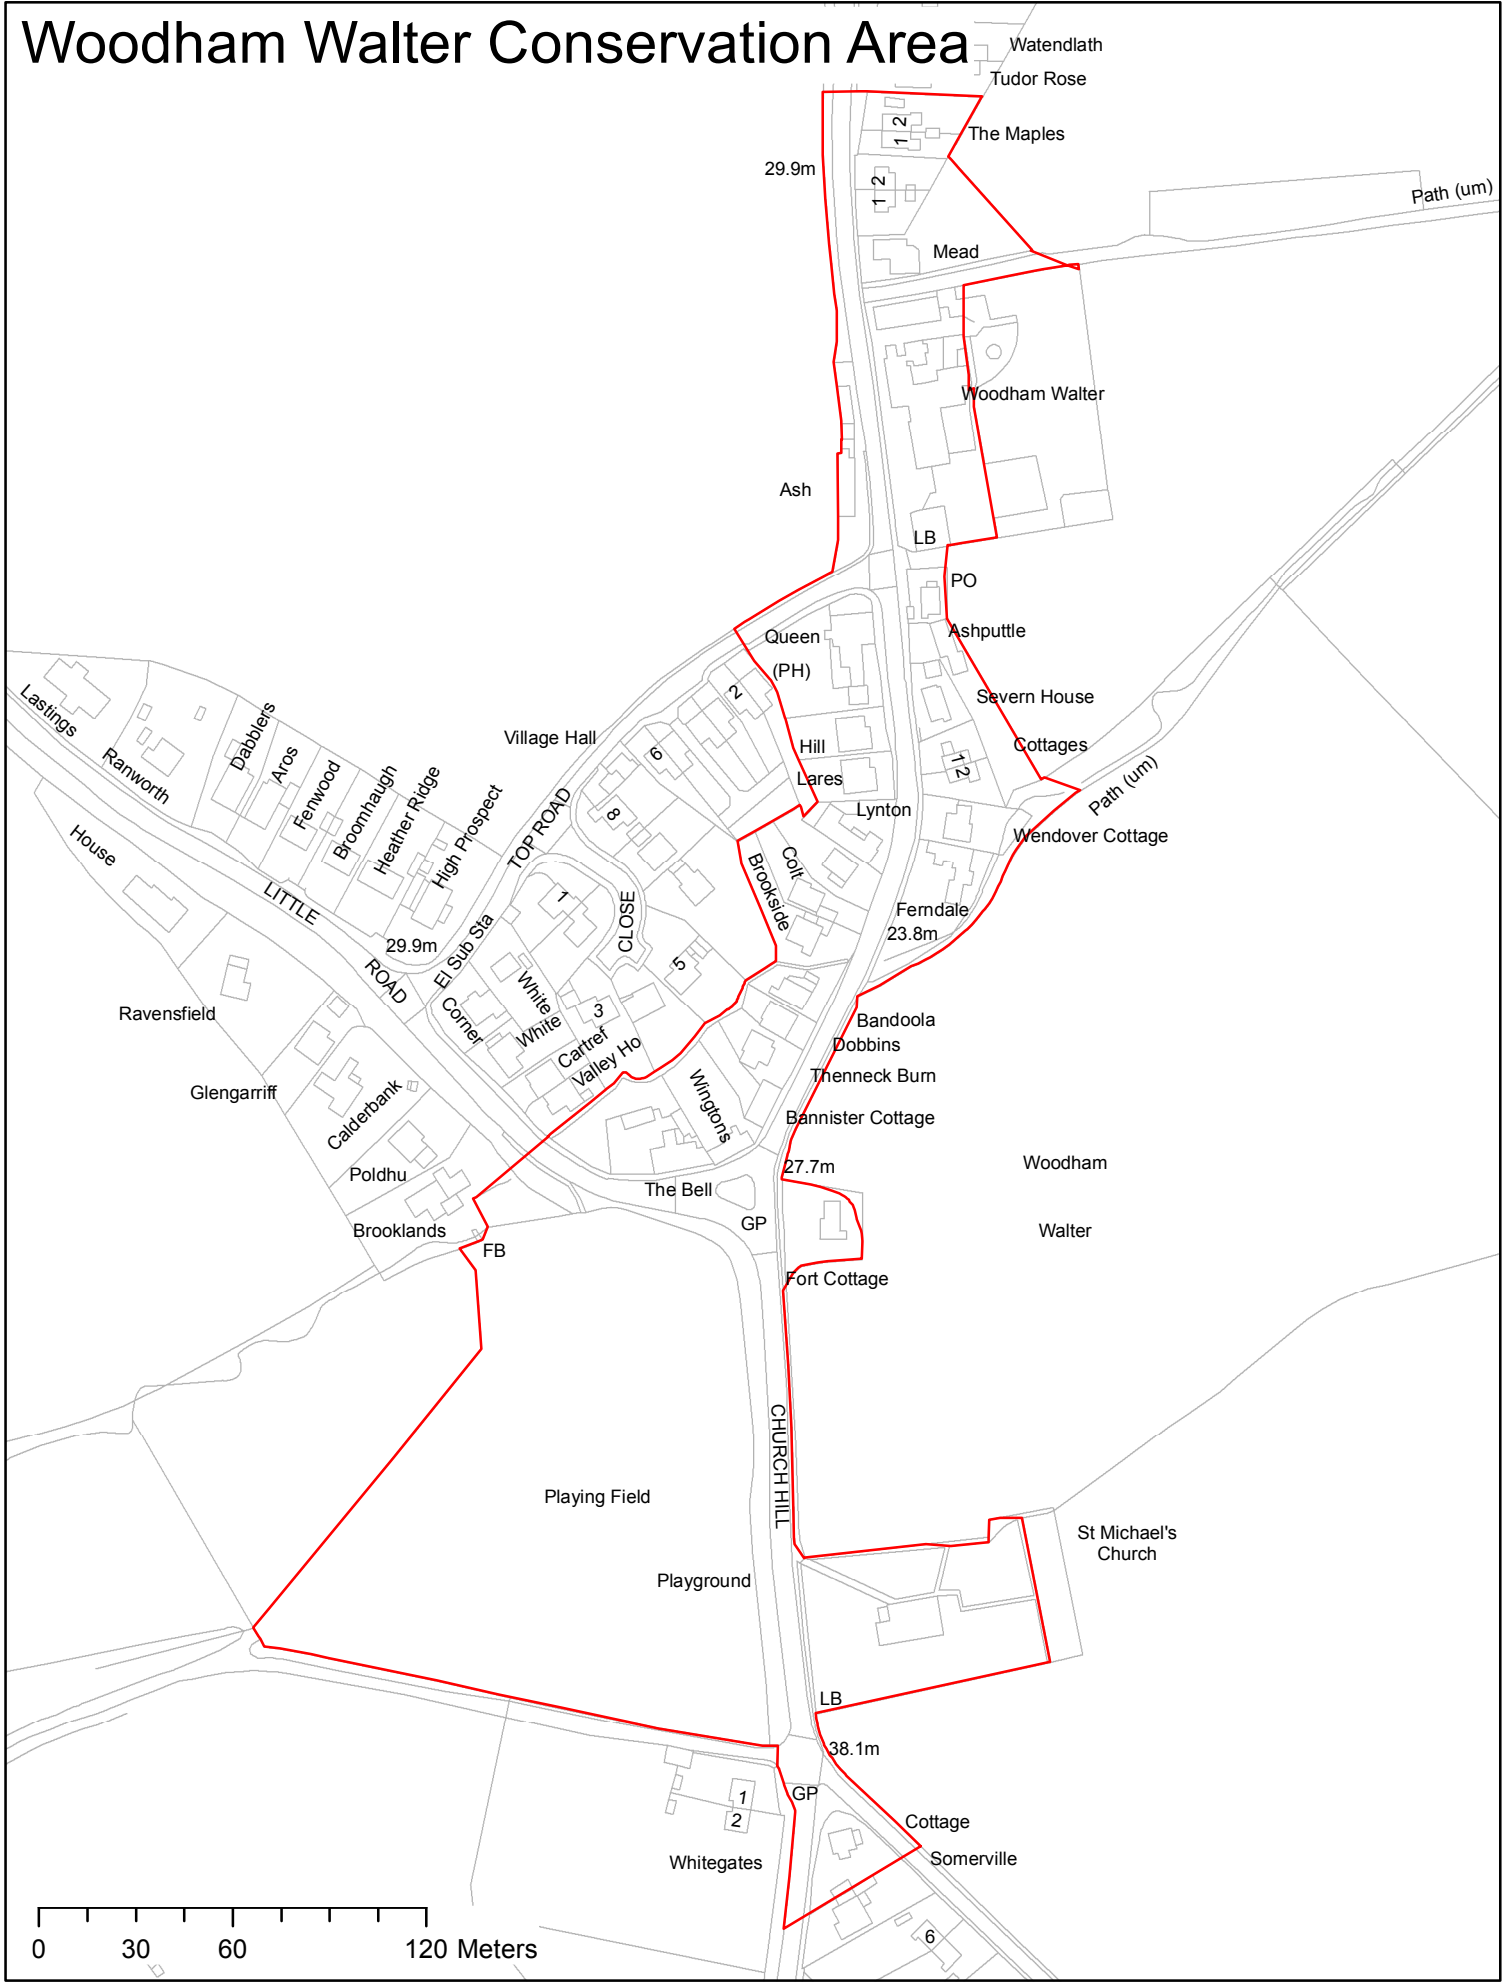 Woodham Walter Conservation Area
Watendlath
Tudor Rose
2
1
The Maples
29.9m
2
1
Path (um)
Mead
Woodham Walter
Ash
LB
PO
Queen
(PH)
Ashputtle
2
Severn House
Lastings
Dabblers
Village Hall
6
Hill
Cottages
Ranworth
Aros
Lares
1 2
Path (um)
Fenwood
Broomhaugh
Heather Ridge
High Prospect
TOP ROAD
8
Lynton
Wendover Cottage
House
Colt
Brookside
LITTLE
1
CLOSE
Ferndale
29.9m
El Sub Sta
23.8m
ROAD
5
White
Corner
3
Ravensfield
White
Bandoola
Cartref
Dobbins
Valley Ho
Thenneck Burn
Glengarriff
Calderbank
Wingtons
Bannister Cottage
Poldhu
27.7m
Woodham
The Bell
Brooklands
GP
Walter
FB
Fort Cottage
CHURCH HILL
Playing Field
St Michael's
Church
Playground
LB
38.1m
1
GP
2
Cottage
Whitegates
Somerville
6
0 30 60 120 Meters